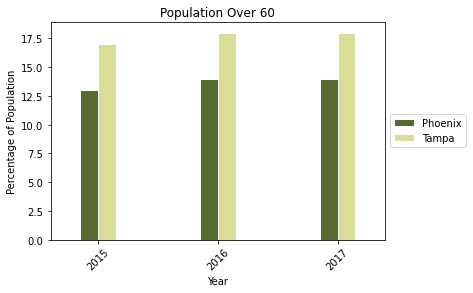 Population Over 60
Percentage of Population
17.5
15.0
12.5
10.0
7.5
5.0
2.5
0.0
2015
2016
2017
Year
Phoenix
Tampa